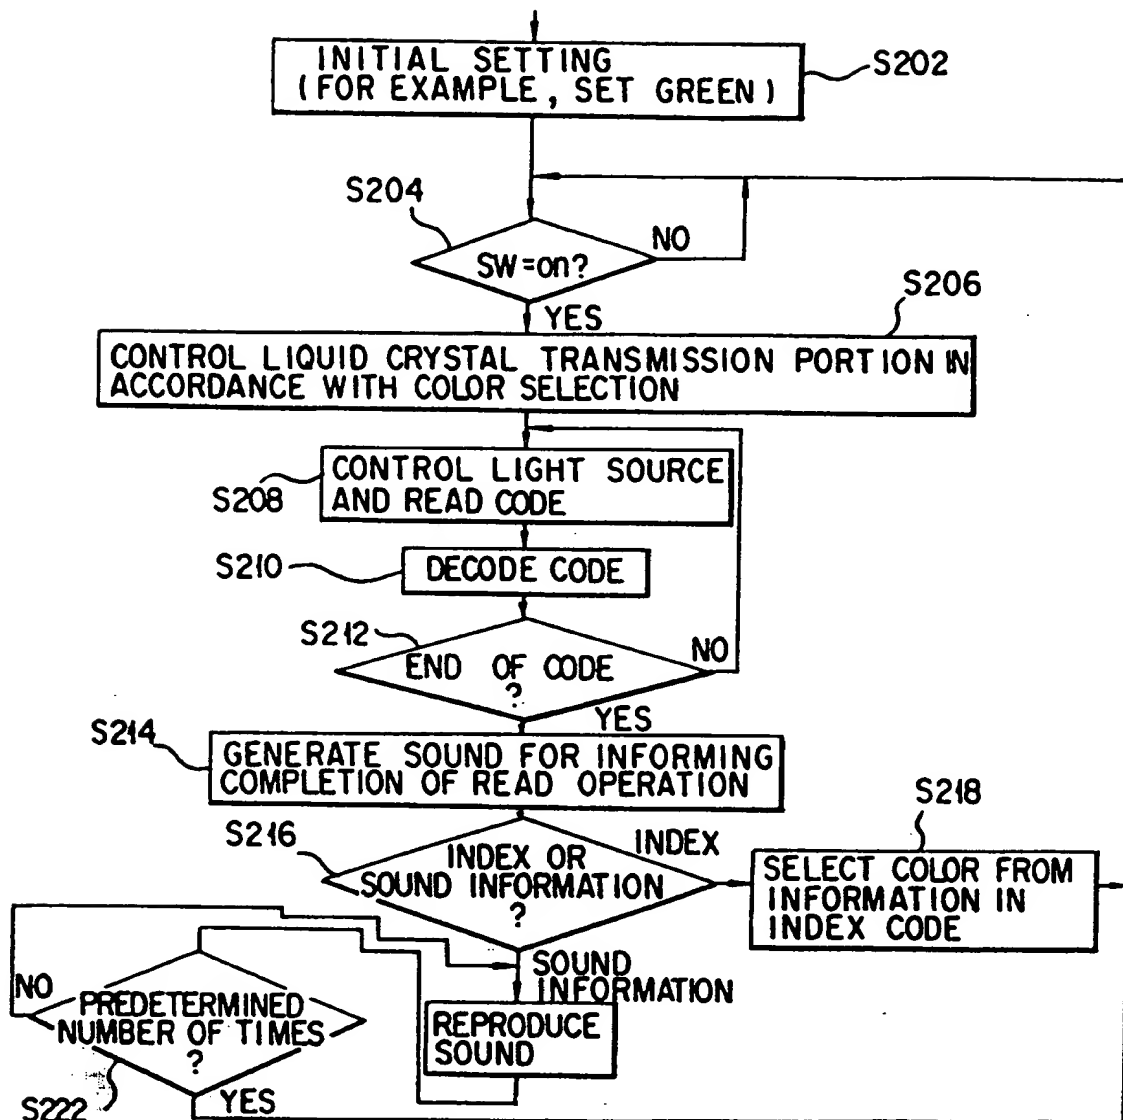 INITIAL SETTING
(FOR EXAMPLE, SET GREEN)
S202
S204
SW=on?
NO
YES
S206
CONTROL LIQUID CRYSTAL TRANSMISSION PORTION IN
ACCORDANCE WITH COLOR SELECTION
CONTROL LIGHT SOURCE
AND READ CODE
S208
S210
DECODE CODE
S212
END OF CODE
?
NO
YES
S214
GENERATE SOUND FOR INFORMING
COMPLETION OF READ OPERATION
S216
INDEX OR
SOUND INFORMATION
?
INDEX
S218
SELECT COLOR FROM
INFORMATION IN
INDEX CODE
SOUND
INFORMATION
NO
PREDETERMINED
NUMBER OF TIMES
?
REPRODUCE
SOUND
S222
YES